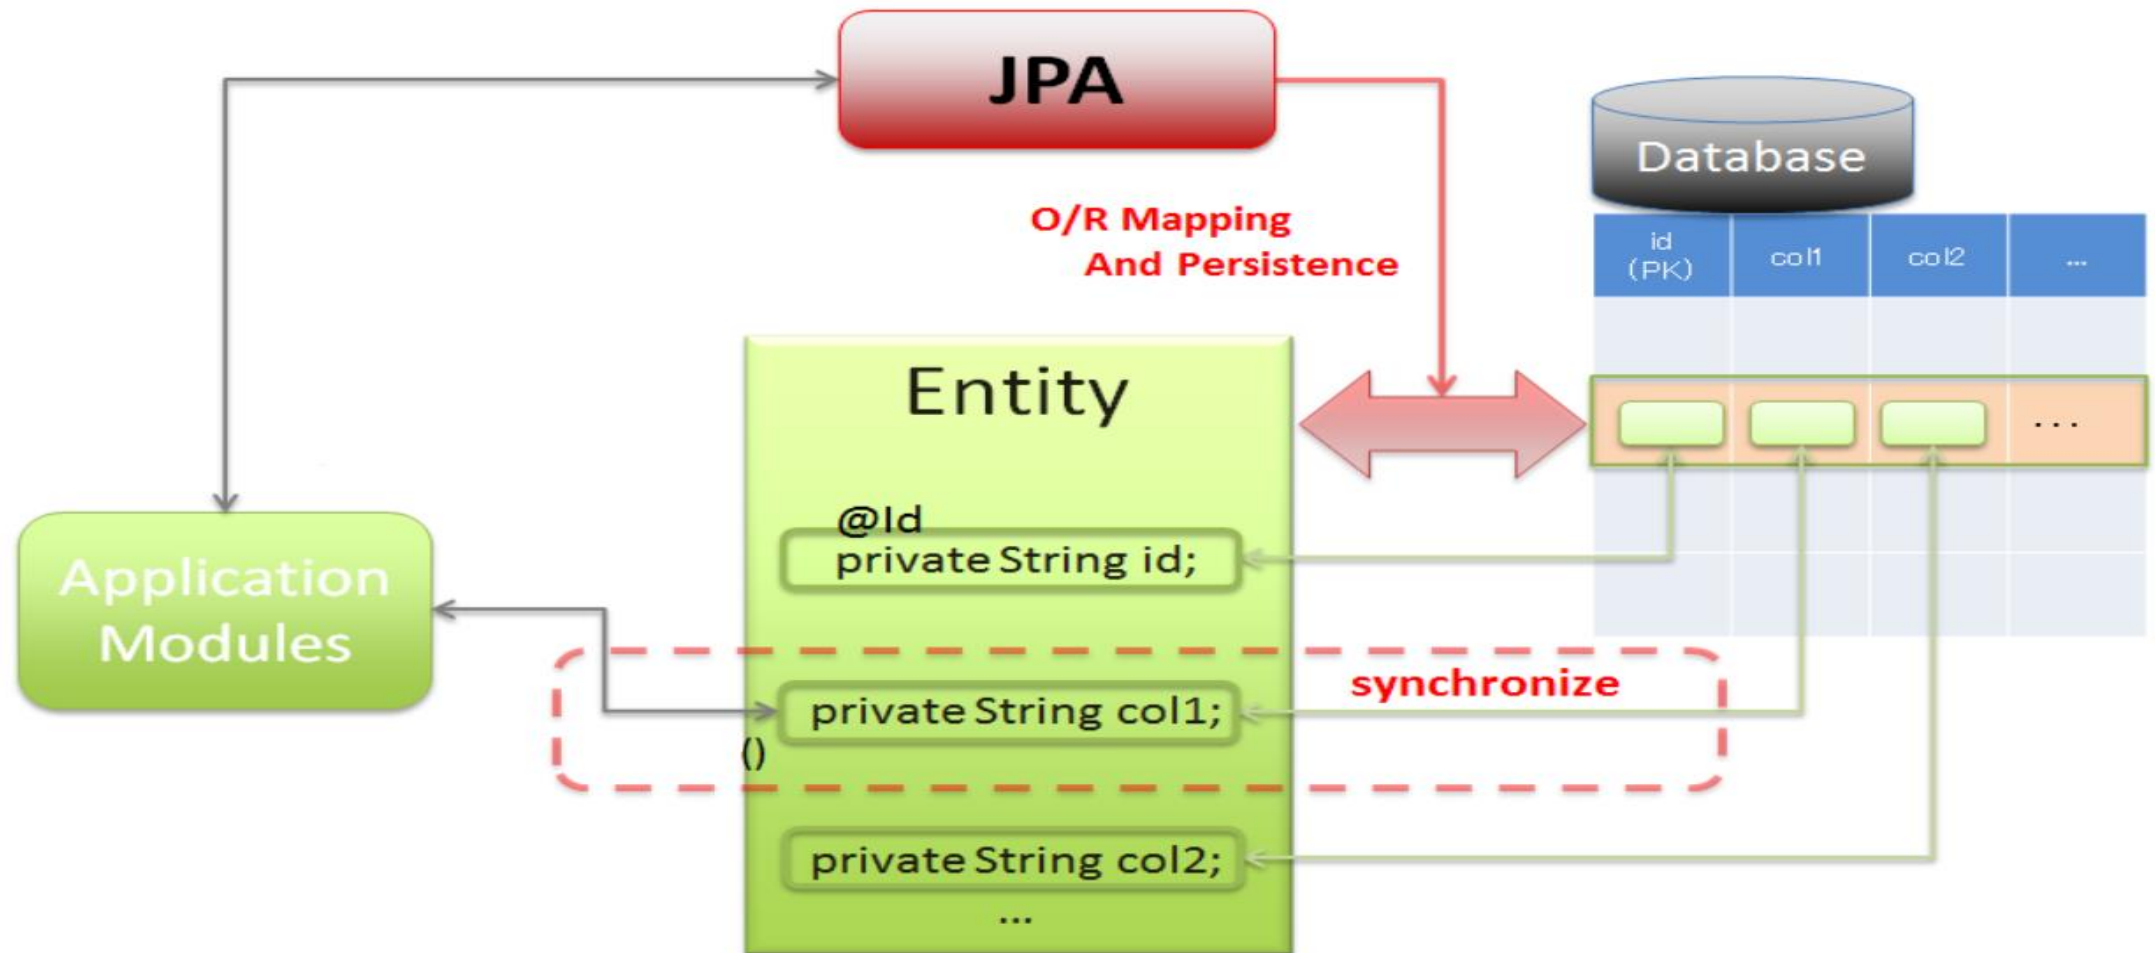 JPA
Database
O/R Mapping
And Persistence
id
(PK)
col1
col2
...
Entity
...
@Id
private String id;
Application
Modules
synchronize
private String col1;
()
private String col2;
...